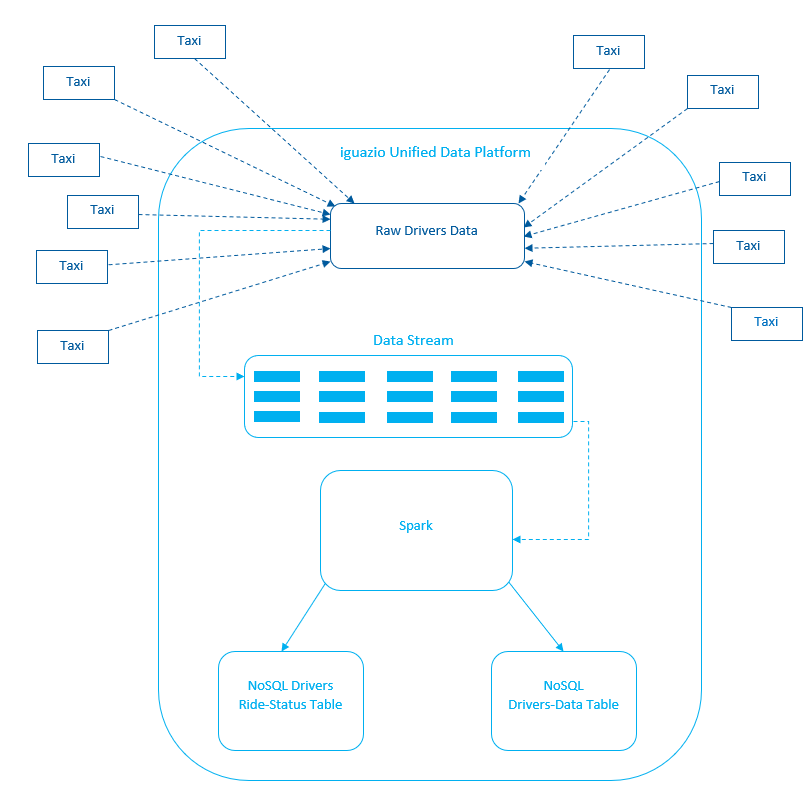 Taxi
Taxi
Taxi
Taxi
Taxi
Taxi
Taxi
Taxi
Taxi
Taxi
Taxi
iguazio Unified Data Platform
Raw Drivers Data
Data Stream
Spark
NoSQL Drivers
Ride-Status Table
NoSQL
Drivers-Data Table